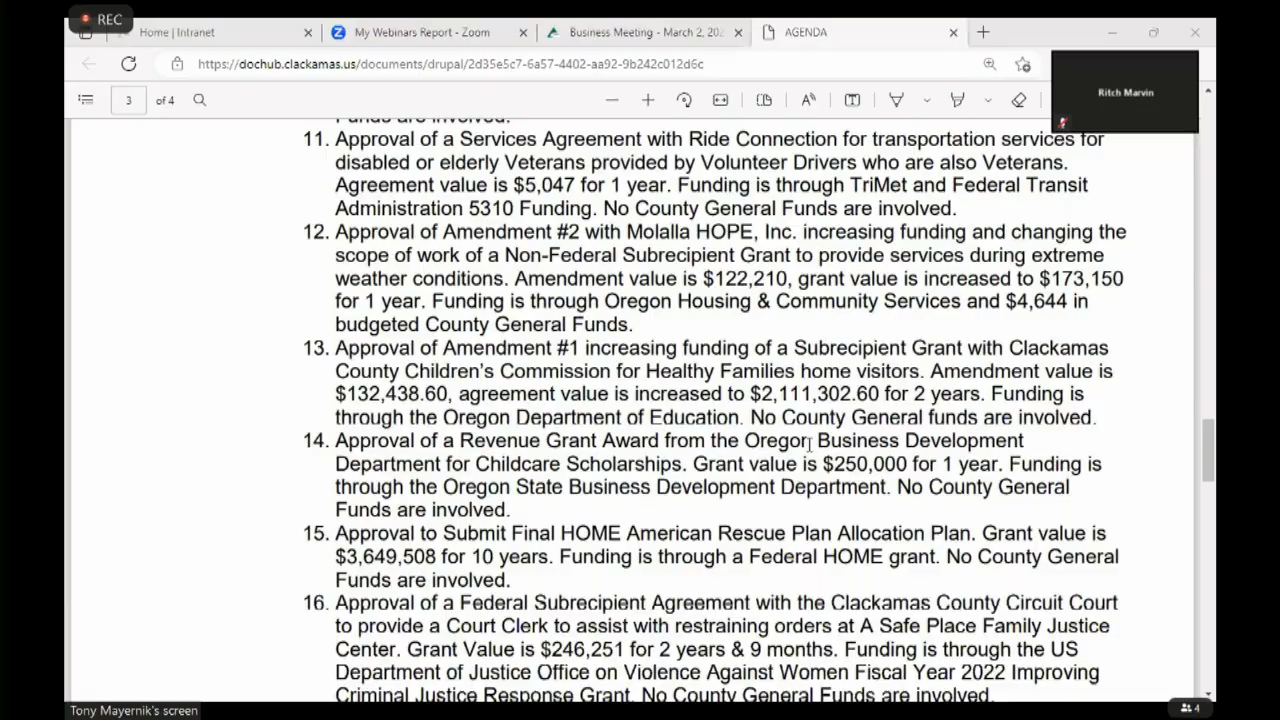 REC
Home | Intranet
My Webinars Report - Zoom
Business Meeting - March 2, 202
AGENDA
https://dochub.clackamas.us/documents/drupal/2d35e5c7-6a57-4402-aa92-9b242c012d6c
3 of 4
Ritch Marvin
Funds are involved.
11. Approval of a Services Agreement with Ride Connection for transportation services for
disabled or elderly Veterans provided by Volunteer Drivers who are also Veterans.
Agreement value is $5,047 for 1 year. Funding is through TriMet and Federal Transit
Administration 5310 Funding. No County General Funds are involved.
12. Approval of Amendment #2 with Molalla HOPE, Inc. increasing funding and changing the
scope of work of a Non-Federal Subrecipient Grant to provide services during extreme
weather conditions. Amendment value is $122,210, grant value is increased to $173,150
for 1 year. Funding is through Oregon Housing & Community Services and $4,644 in
budgeted County General Funds.
13. Approval of Amendment #1 increasing funding of a Subrecipient Grant with Clackamas
County Children's Commission for Healthy Families home visitors. Amendment value is
$132,438.60, agreement value is increased to $2,111,302.60 for 2 years. Funding is
through the Oregon Department of Education. No County General funds are involved.
14. Approval of a Revenue Grant Award from the Oregon Business Development
Department for Childcare Scholarships. Grant value is $250,000 for 1 year. Funding is
through the Oregon State Business Development Department. No County General
Funds are involved.
15. Approval to Submit Final HOME American Rescue Plan Allocation Plan. Grant value is
$3,649,508 for 10 years. Funding is through a Federal HOME grant. No County General
Funds are involved.
16. Approval of a Federal Subrecipient Agreement with the Clackamas County Circuit Court
to provide a Court Clerk to assist with restraining orders at A Safe Place Family Justice
Center. Grant Value is $246,251 for 2 years & 9 months. Funding is through the US
Department of Justice Office on Violence Against Women Fiscal Year 2022 Improving
Criminal Justice Response Grant. No County General Funds are involved.
Tony Mayernik's screen
4